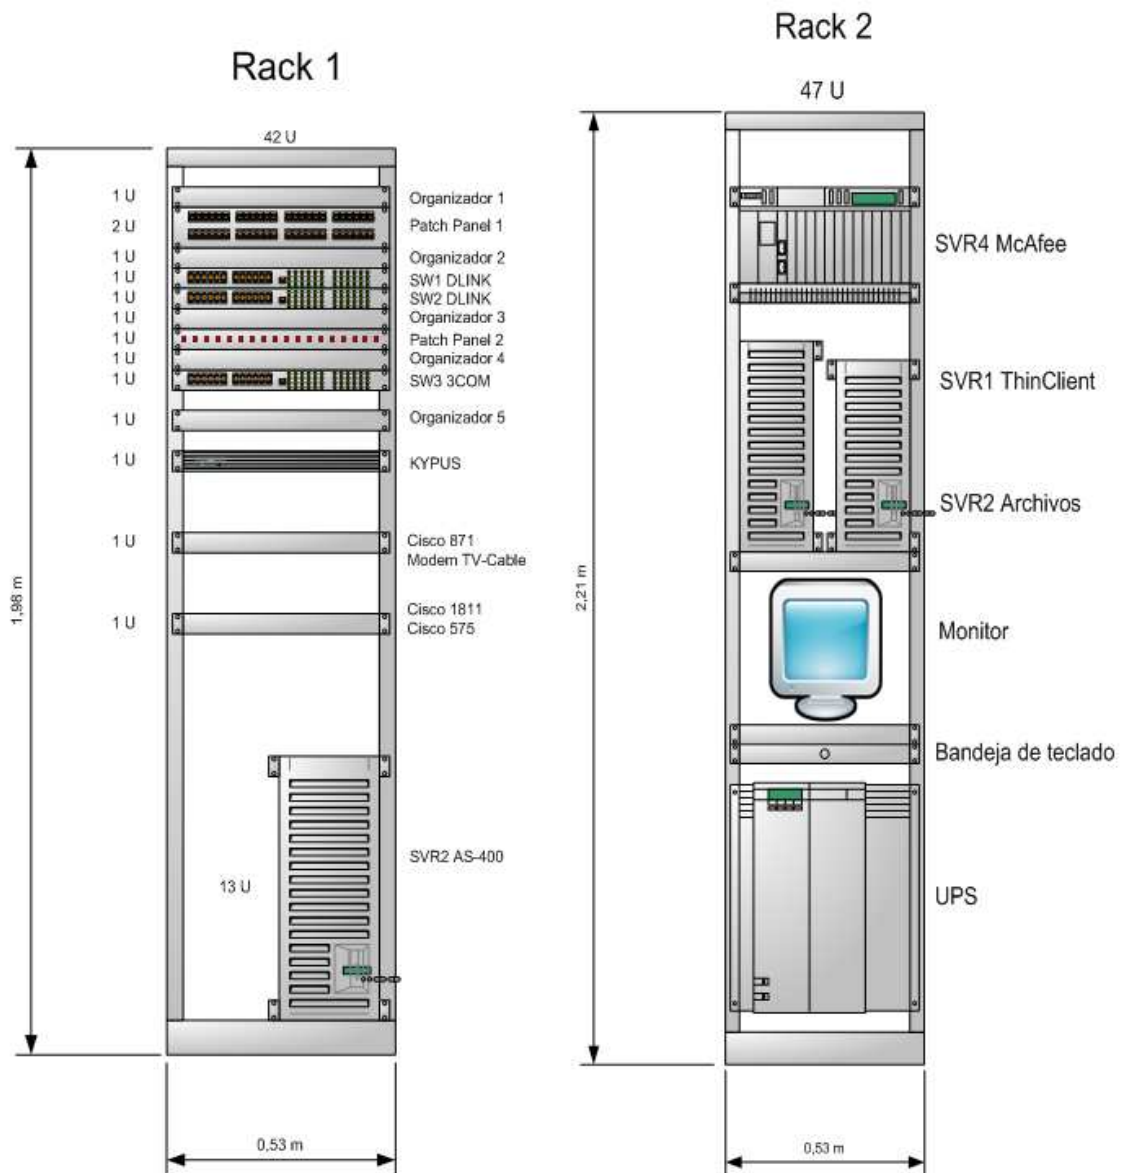 Rack 1
42 U
1 U Organizador 1
2 U Patch Panel 1
1 U Organizador 2
1 U SW1 DLINK
1 U SW2 DLINK
1 U Organizador 3
1 U Patch Panel 2
1 U Organizador 4
1 U SW3 3COM
1 U Organizador 5
1 U KYPUS
1 U Cisco 871
Modem TV-Cable
Cisco 1811
1 U Cisco 575
13 U
SVR2 AS-400
1,98 m
0,53 m
Rack 2
47 U
SVR4 McAfee
SVR1 ThinClient
SVR2 Archivos
Monitor
Bandeja de teclado
UPS
2,21 m
0,53 m